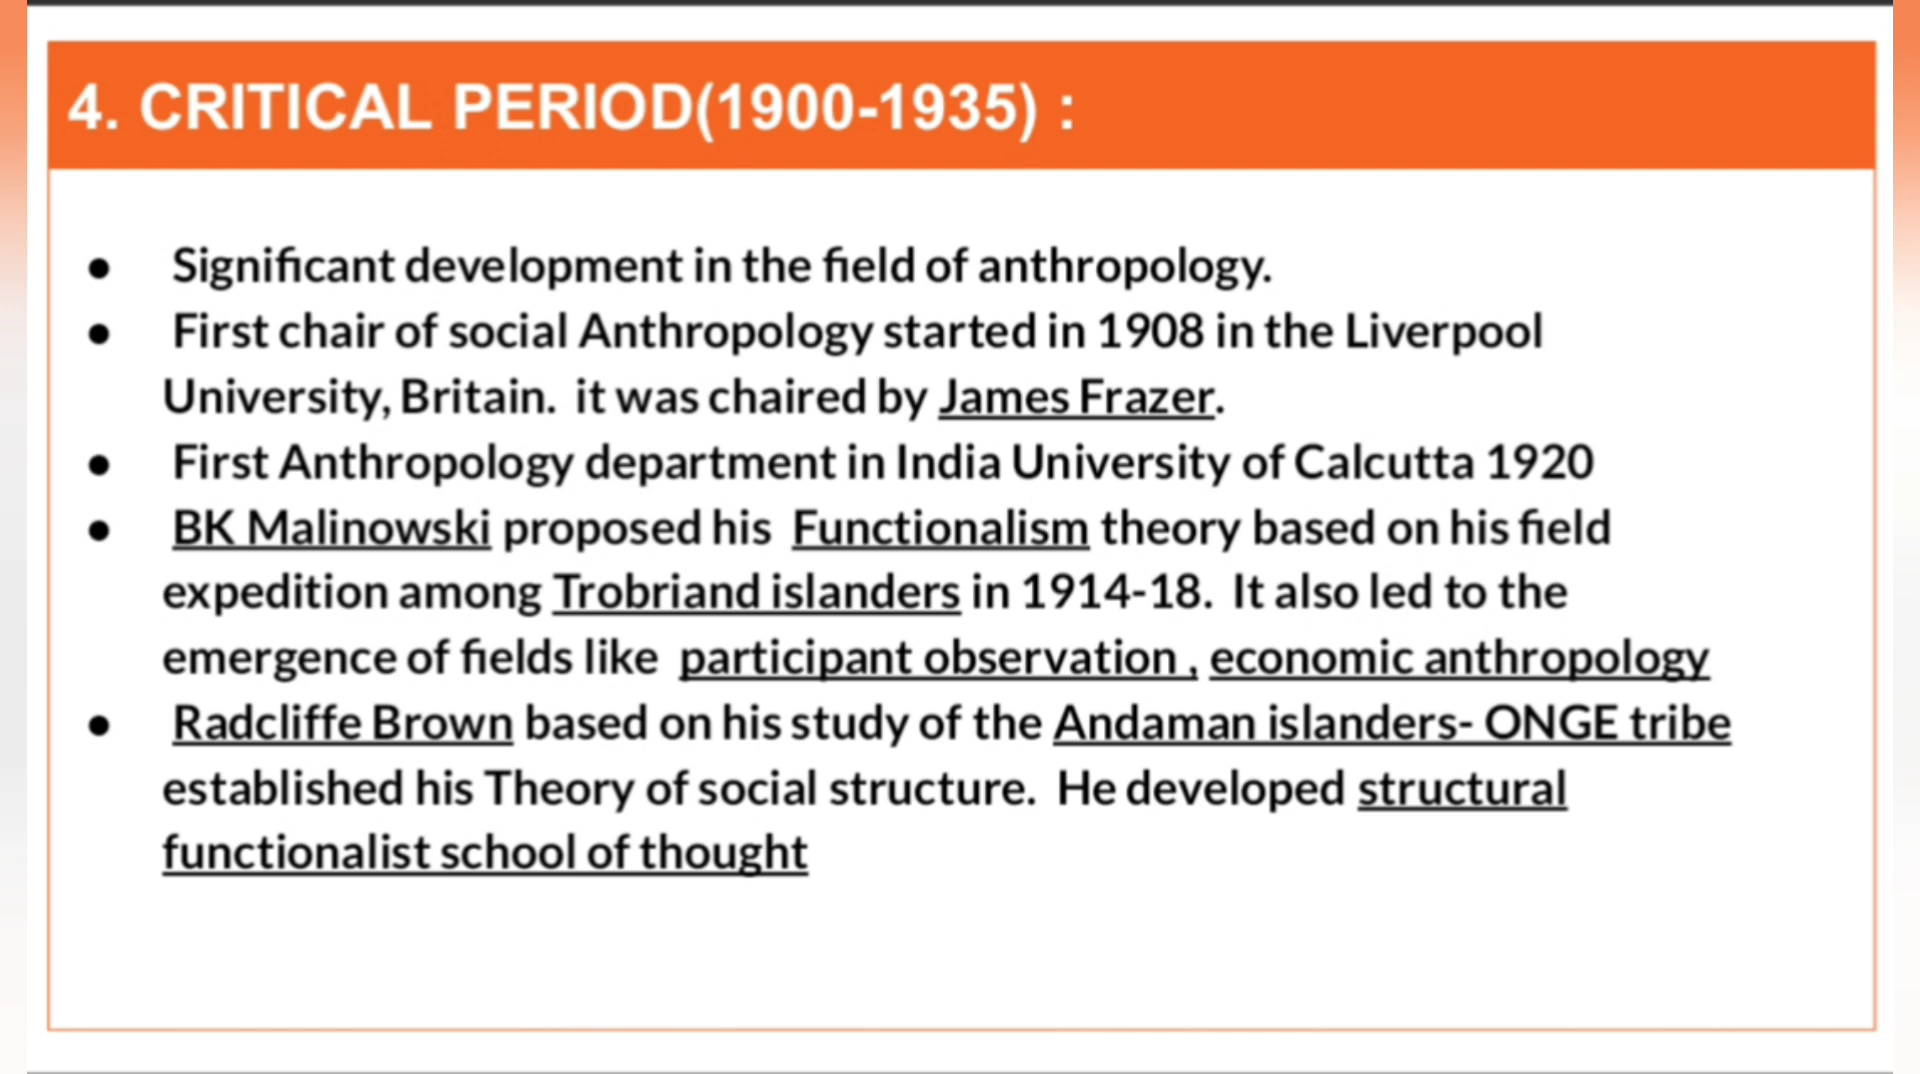 4. CRITICAL PERIOD(1900-1935) :
● Significant development in the field of anthropology.
● First chair of social Anthropology started in 1908 in the Liverpool
University, Britain. it was chaired by James Frazer.
● First Anthropology department in India University of Calcutta 1920
● BK Malinowski proposed his Functionalism theory based on his field
expedition among Trobriand islanders in 1914-18. It also led to the
emergence of fields like participant observation , economic anthropology
● Radcliffe Brown based on his study of the Andaman islanders- ONGE tribe
established his Theory of social structure. He developed structural
functionalist school of thought